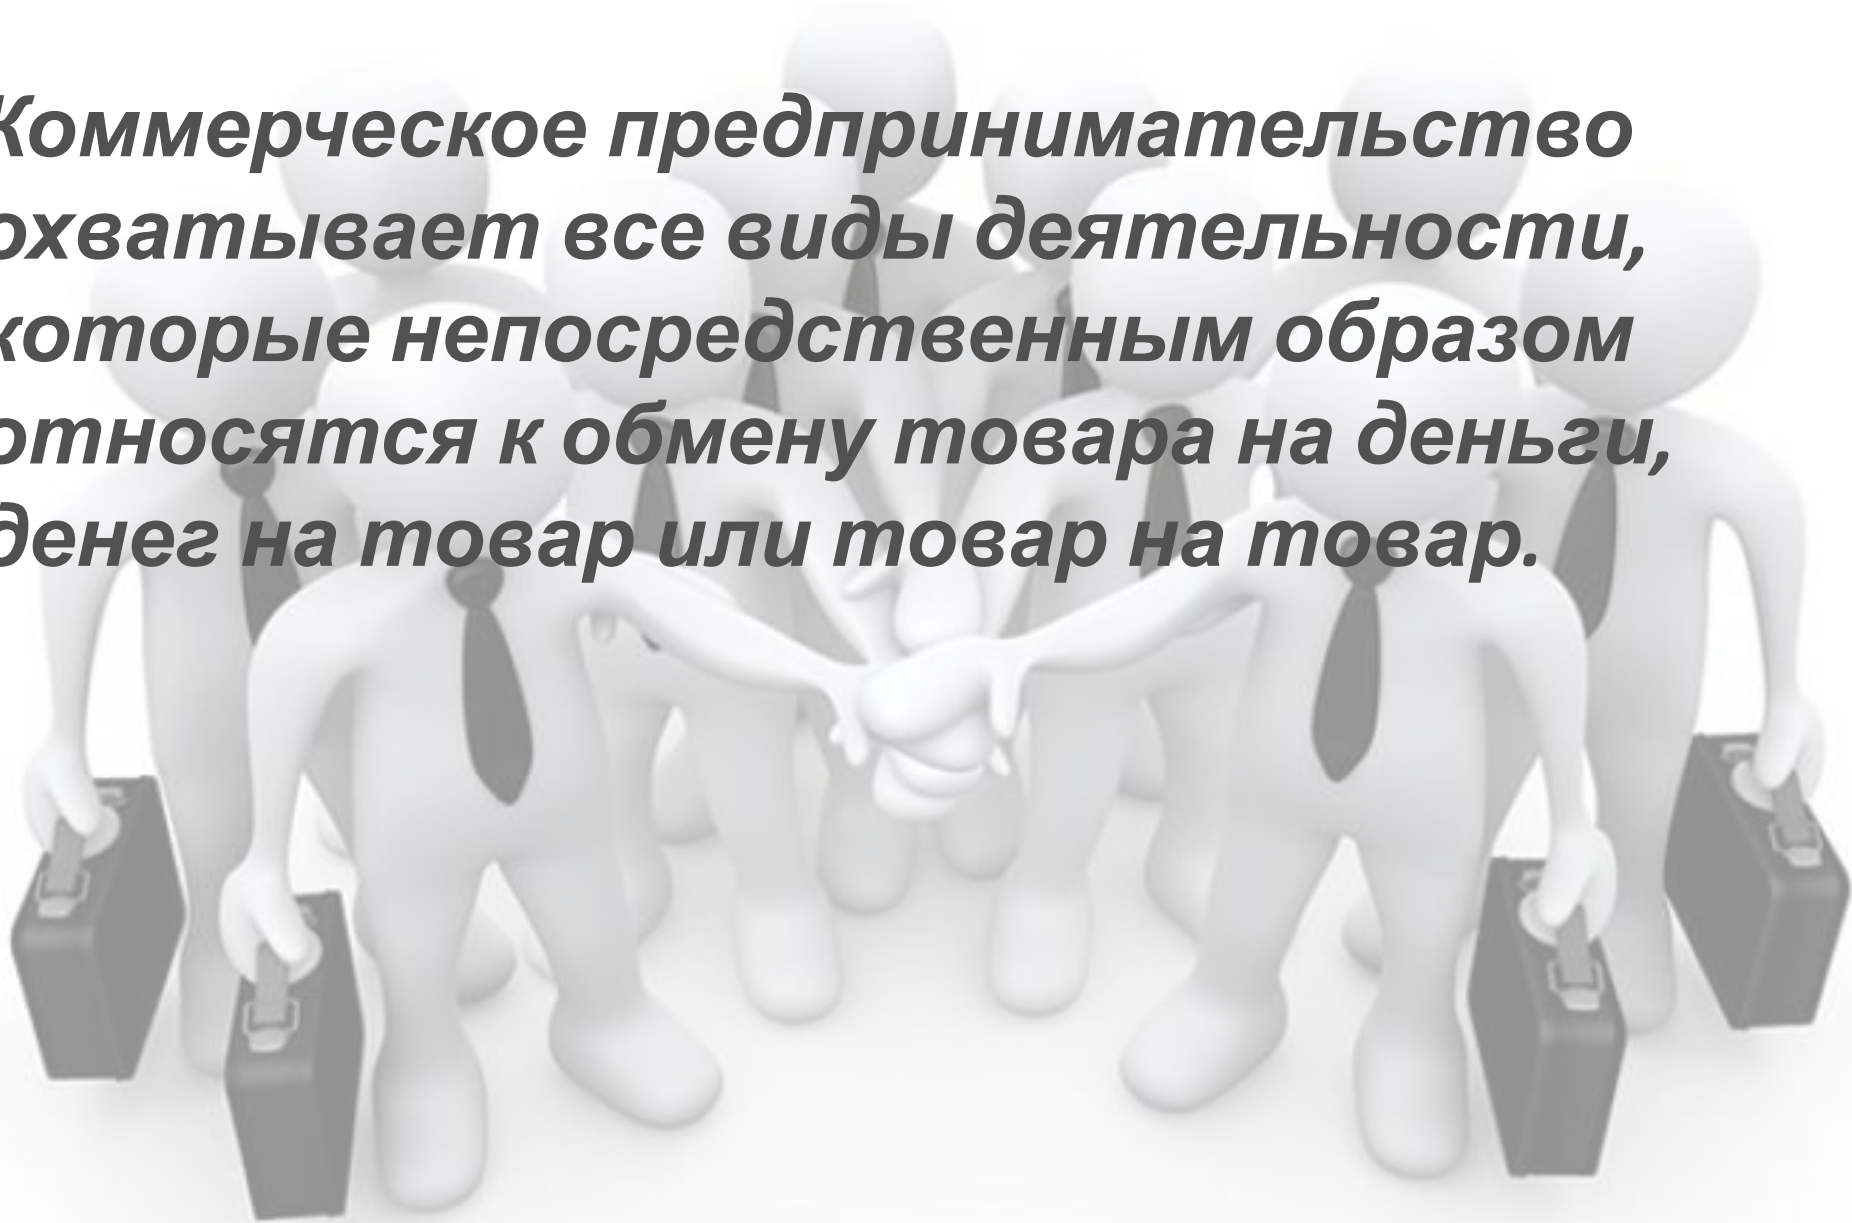 Коммерческое предпринимательство
охватывает все виды деятельности,
которые непосредственным образом
относятся к обмену товара на деньги,
денег на товар или товар на товар.